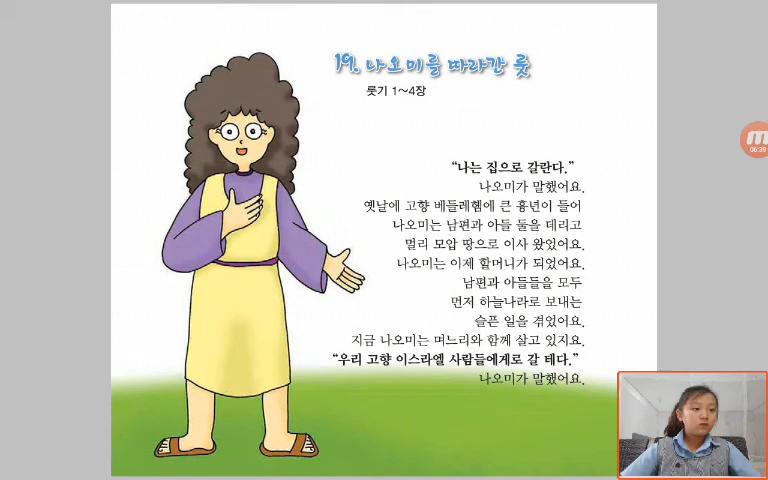 19. 나오미를 따라간 룻
룻기 1~4장
“나는 집으로 갈란다.”
나오미가 말했어요.
옛날에 고향 베들레헴에 큰 흉년이 들어
나오미는 남편과 아들 둘을 데리고
멀리 모압 땅으로 이사 왔었어요.
나오미는 이제 할머니가 되었어요.
남편과 아들들을 모두
먼저 하늘나라로 보내는
슬픈 일을 겪었어요.
지금 나오미는 며느리와 함께 살고 있지요.
“우리 고향 이스라엘 사람들에게로 갈 테다.”
나오미가 말했어요.
06:38